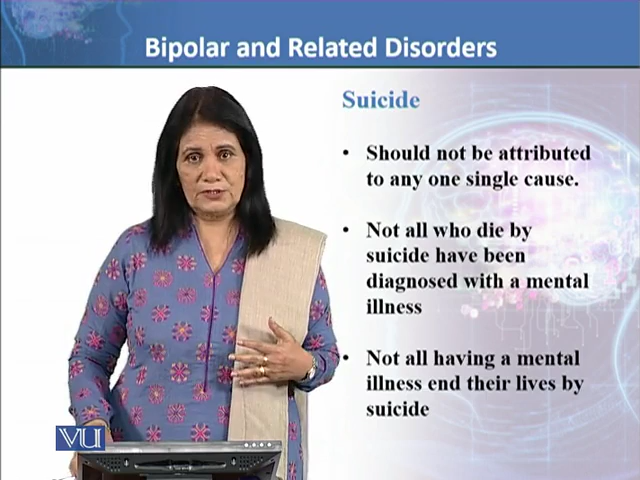 Bipolar and Related Disorders
Suicide
• Should not be attributed
to any one single cause.
• Not all who die by
suicide have been
diagnosed with a mental
illness
• Not all having a mental
illness end their lives by
suicide
VU